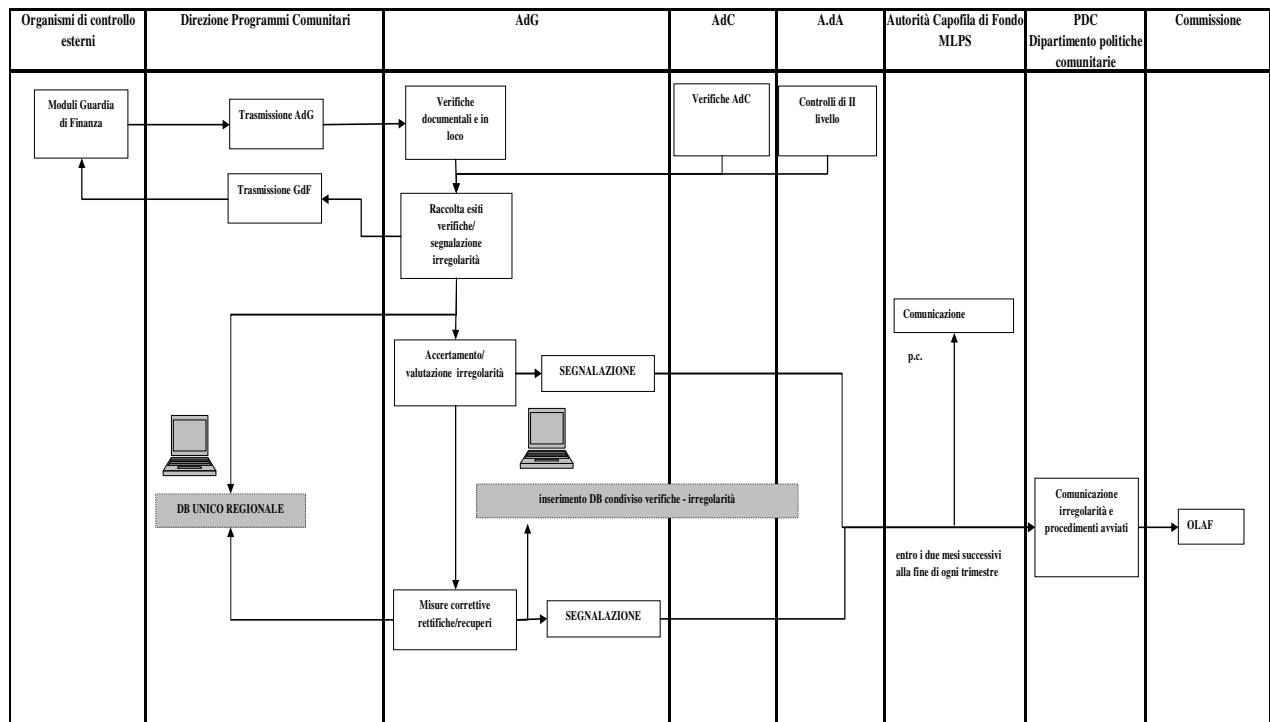 Organismi di controllo
esterni
Direzione Programmi Comunitari
AdG
AdC
A.dA
Autorità Capofila di Fondo
MLPS
PDC
Dipartimento politiche
comunitarie
Commissione
Moduli Guardia
di Finanza
Trasmissione AdG
Verifiche
documentali e in
loco
Verifiche AdC
Controlli di II
livello
Trasmissione GdF
Raccolta esiti
verifiche/
segnalazione
irregolarità
Comunicazione
p.c.
Accertamento/
valutazione irregolarità
SEGNALAZIONE
DB UNICO REGIONALE
inserimento DB condiviso verifiche - irregolarità
Comunicazione
irregolarità e
procedimenti avviati
OLAF
entro i due mesi successivi
alla fine di ogni trimestre
Misure correttive
rettifiche/recuperi
SEGNALAZIONE